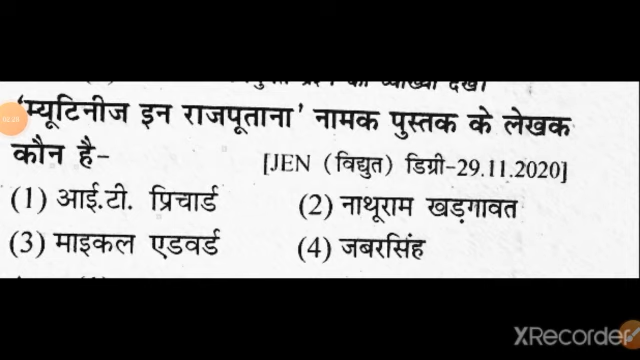 'म्यूटिनीज इन राजपूताना' नामक पुस्तक के लेखक
कौन है-
[JEN (विद्युत) डिग्री-29.11.2020]
(1) आई.टी. प्रिचार्ड (2) नाथूराम खड़गावत
(3) माइकल एडवर्ड (4) जबरसिंह
XRecorder